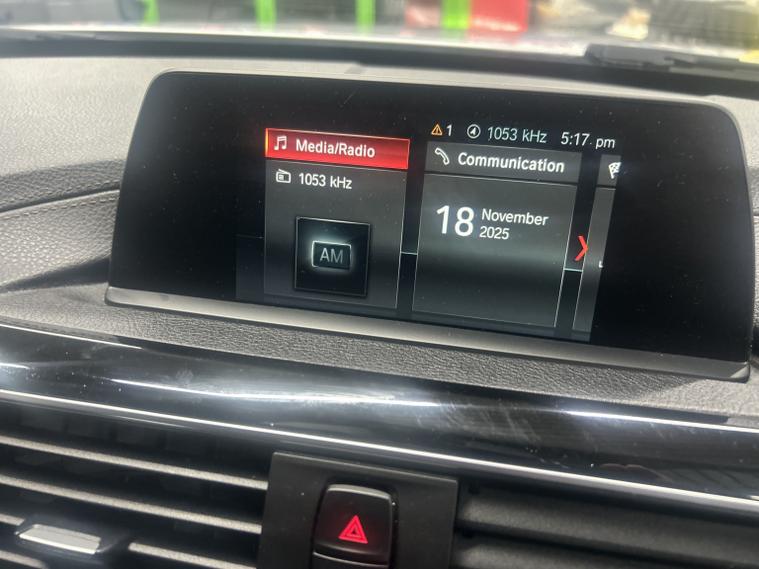 1 1053 kHz 5:17 pm
Media/Radio
1053 kHz
AM
Communication
18 November
2025